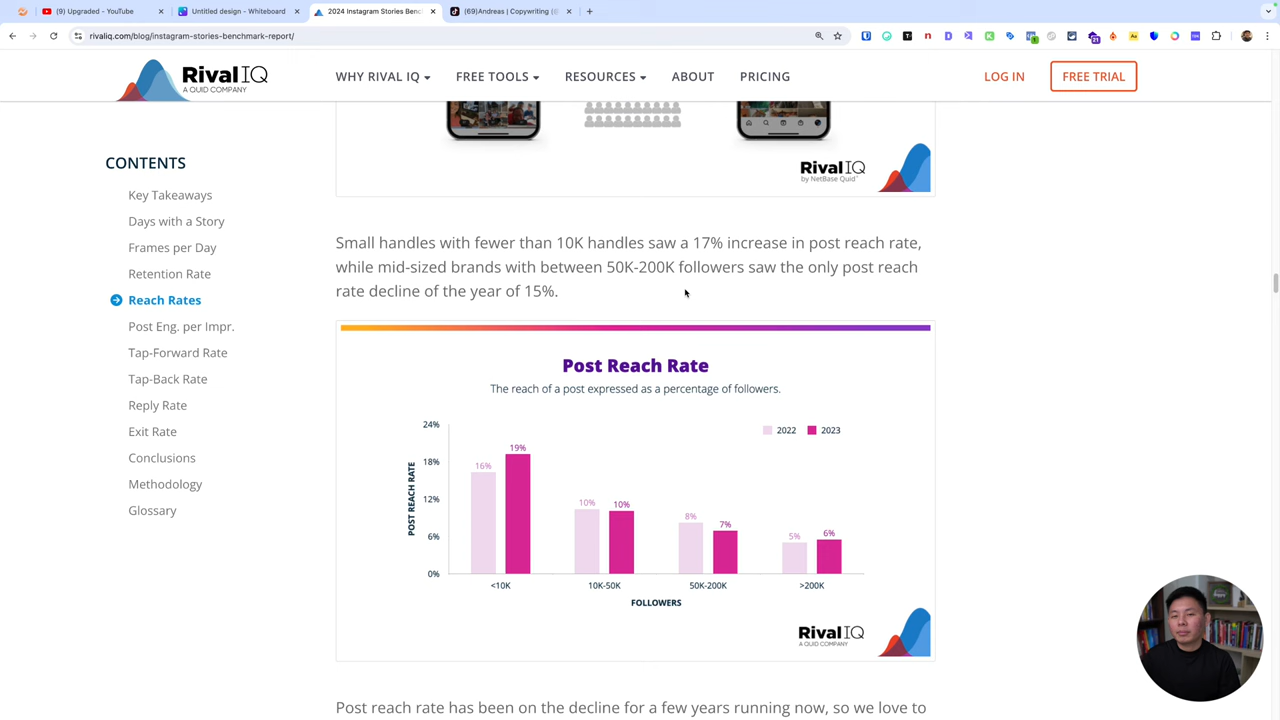 (9) Upgraded - YouTube
Untitled design - Whiteboard
2024 Instagram Stories Benc
(69)Andreas | Copywriting (@
rivaliq.com/blog/instagram-stories-benchmark-report/
RivalIQ
A QUID COMPANY
WHY RIVAL IQ
FREE TOOLS
RESOURCES
ABOUT
PRICING
LOG IN
FREE TRIAL
CONTENTS
Key Takeaways
Days with a Story
Frames per Day
Retention Rate
Reach Rates
Post Eng. per Impr.
Tap-Forward Rate
Tap-Back Rate
Reply Rate
Exit Rate
Conclusions
Methodology
Glossary
RivalIQ
by NetBase Quid™
Small handles with fewer than 10K handles saw a 17% increase in post reach rate,
while mid-sized brands with between 50K-200K followers saw the only post reach
rate decline of the year of 15%.
Post Reach Rate
The reach of a post expressed as a percentage of followers.
2022
2023
POST REACH RATE
24%
18%
12%
6%
0%
16%
19%
10%
10%
8%
7%
5%
6%
<10K
10K-50K
50K-200K
>200K
FOLLOWERS
RivalIQ
A QUID COMPANY
Post reach rate has been on the decline for a few years running now, so we love to